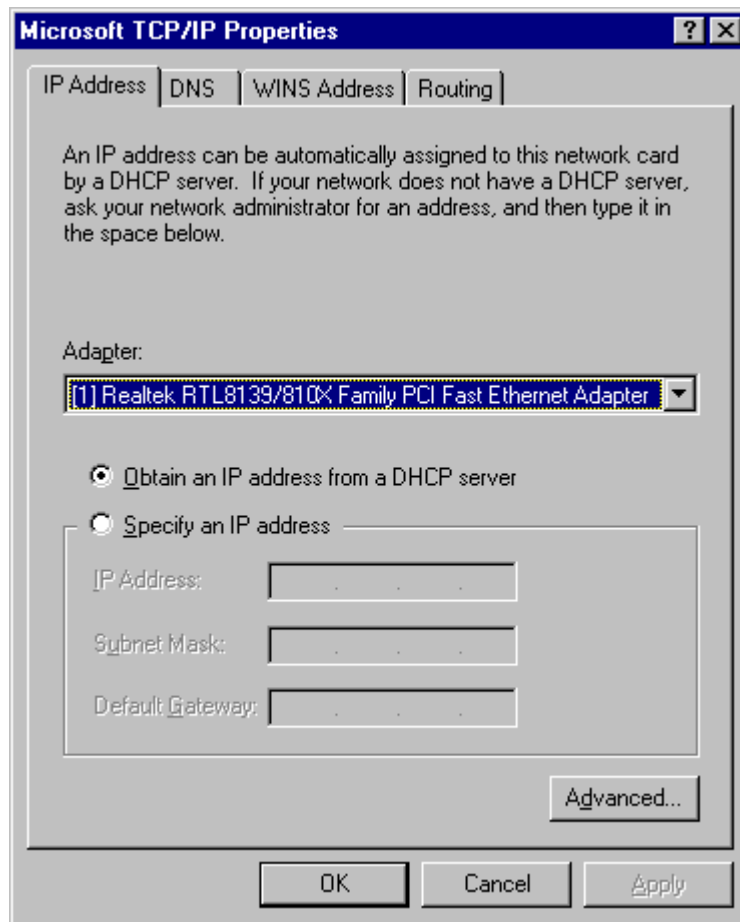 Microsoft TCP/IP Properties
IP Address DNS WINS Address Routing
An IP address can be automatically assigned to this network card
by a DHCP server. If your network does not have a DHCP server,
ask your network administrator for an address, and then type it in
the space below.
Adapter:
[1] Realtek RTL8139/810X Family PCI Fast Ethernet Adapter
Obtain an IP address from a DHCP server
Specify an IP address
IP Address:
Subnet Mask:
Default Gateway:
Advanced...
OK Cancel Apply